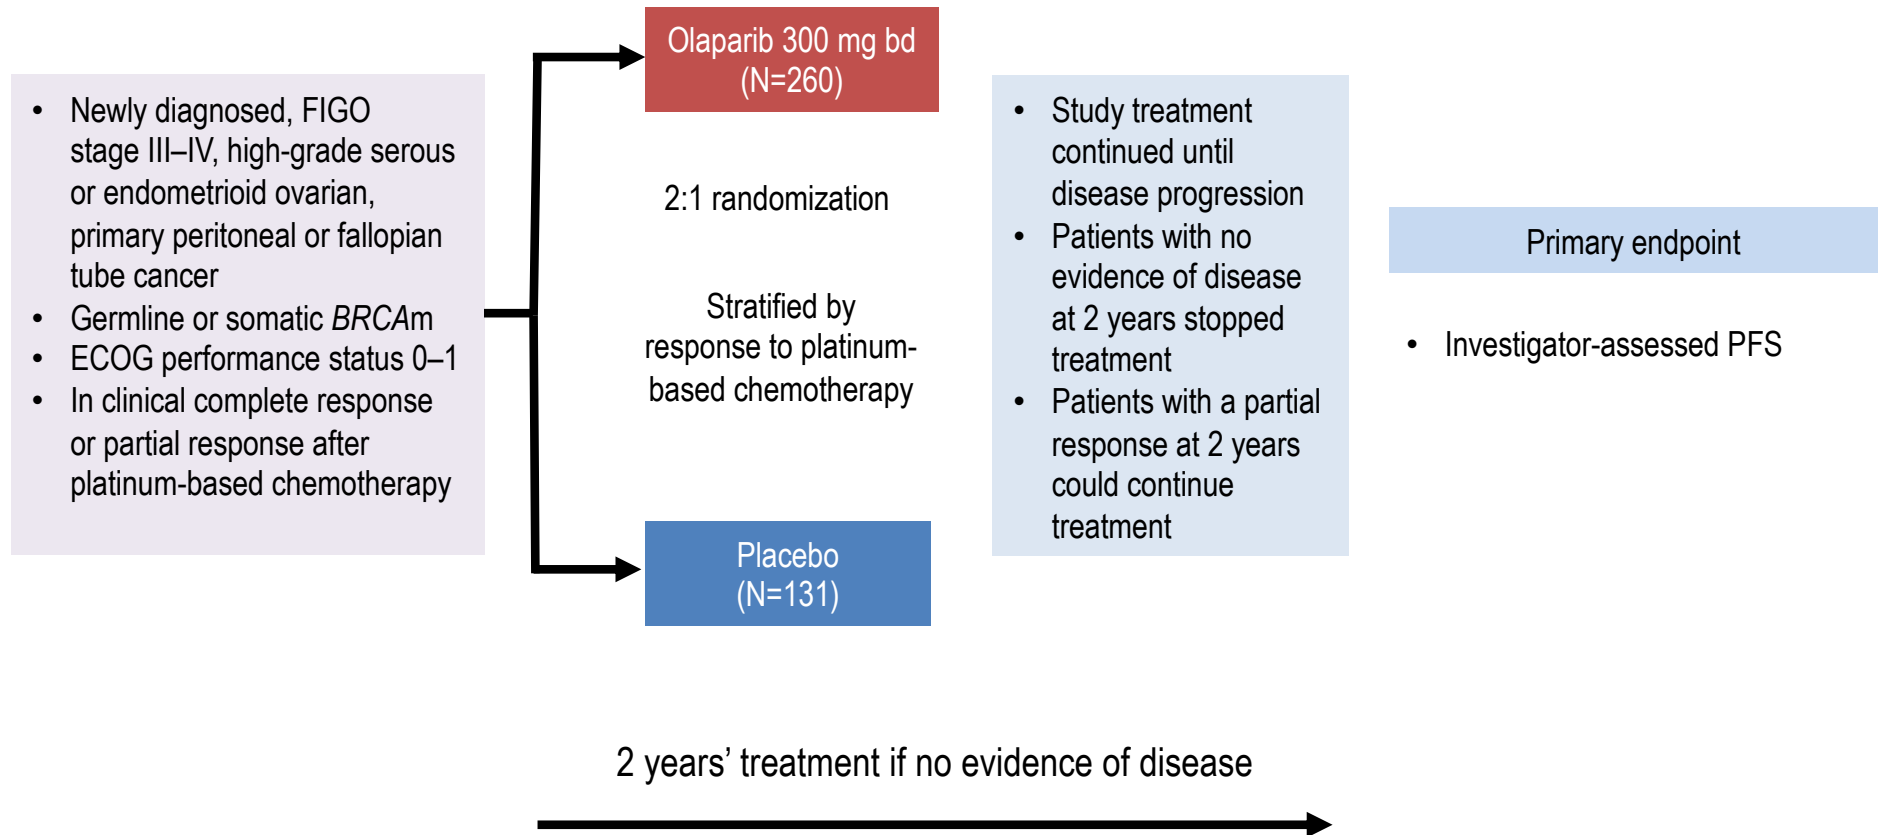 • Newly diagnosed, FIGO
stage III–IV, high-grade serous
or endometrioid ovarian,
primary peritoneal or fallopian
tube cancer
• Germline or somatic BRCAm
• ECOG performance status 0–1
• In clinical complete response
or partial response after
platinum-based chemotherapy
Olaparib 300 mg bd
(N=260)
2:1 randomization
Stratified by
response to platinum-
based chemotherapy
Placebo
(N=131)
• Study treatment
continued until
disease progression
• Patients with no
evidence of disease
at 2 years stopped
treatment
• Patients with a partial
response at 2 years
could continue
treatment
Primary endpoint
• Investigator-assessed PFS
2 years’ treatment if no evidence of disease